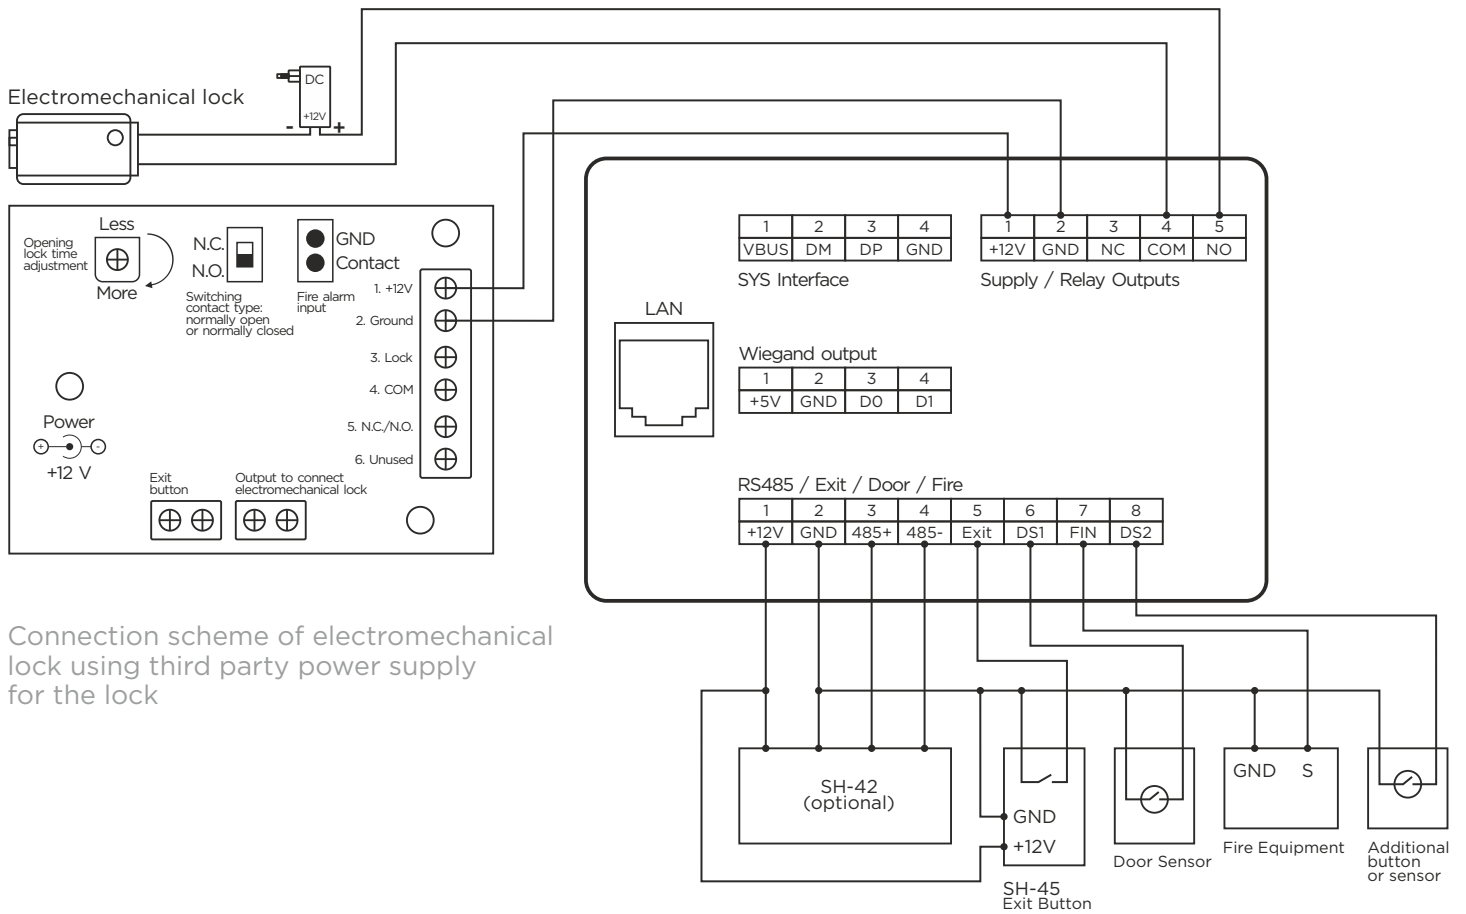 DC
+12V
- +
Electromechanical lock
Less
Opening
lock time
adjustment
More
N.C.
N.O.
Switching
contact type:
normally open
or normally closed
GND
Contact
Fire alarm
input
1. +12V
2. Ground
3. Lock
4. COM
5. N.C./N.O.
6. Unused
Power
+ -
+12 V
Exit
button
Output to connect
electromechanical lock
1 2 3 4
VBUS DM DP GND
SYS Interface
1 2 3 4 5
+12V GND NC COM NO
Supply / Relay Outputs
LAN
Wiegand output
1 2 3 4
+5V GND D0 D1
RS485 / Exit / Door / Fire
1 2 3 4 5 6 7 8
+12V GND 485+ 485- Exit DS1 FIN DS2
Connection scheme of electromechanical
lock using third party power supply
for the lock
SH-42
(optional)
GND
+12V
SH-45
Exit Button
Door Sensor
GND S
Fire Equipment
Additional
button
or sensor